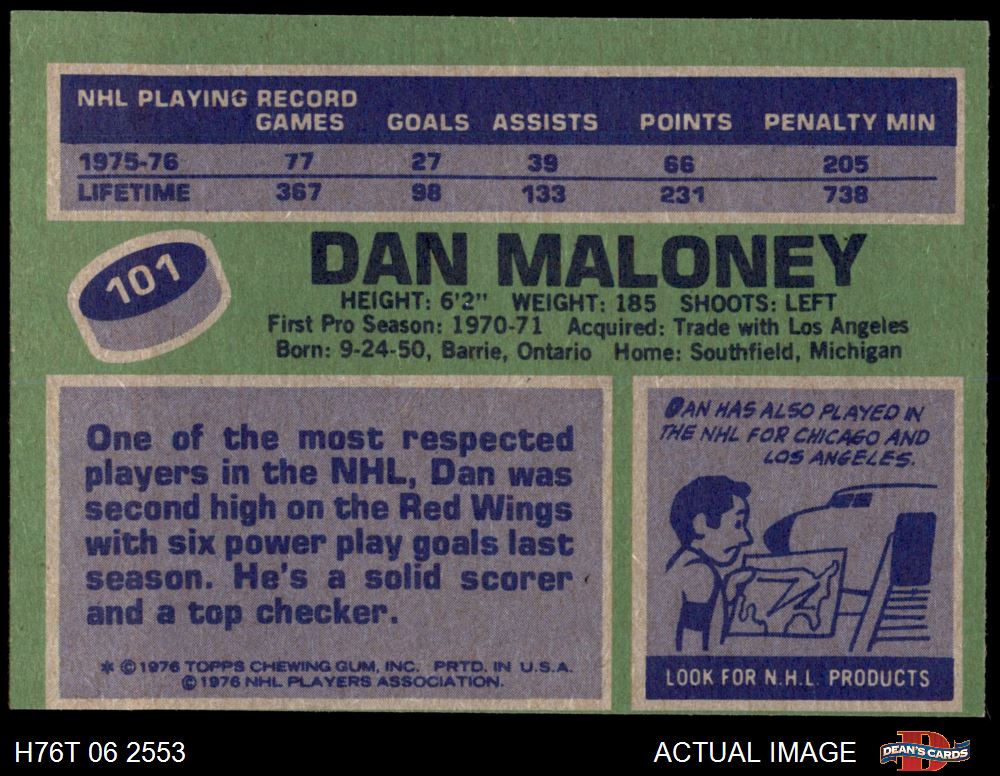 NHL PLAYING RECORD
GAMES GOALS ASSISTS POINTS PENALTY MIN
1975-76 77 27 39 66 205
LIFETIME 367 98 133 231 738
101
DAN MALONEY
HEIGHT: 6'2" WEIGHT: 185 SHOOTS: LEFT
First Pro Season: 1970-71 Acquired: Trade with Los Angeles
Born: 9-24-50, Barrie, Ontario Home: Southfield, Michigan
One of the most respected
players in the NHL, Dan was
second high on the Red Wings
with six power play goals last
season. He's a solid scorer
and a top checker.
* © 1976 TOPPS CHEWING GUM, INC. PRTD. IN U.S.A.
© 1976 NHL PLAYERS ASSOCIATION.
DAN HAS ALSO PLAYED IN
THE NHL FOR CHICAGO AND
LOS ANGELES.
LOOK FOR N.H.L. PRODUCTS
H76T 06 2553
ACTUAL IMAGE
DEAN'S CARDS